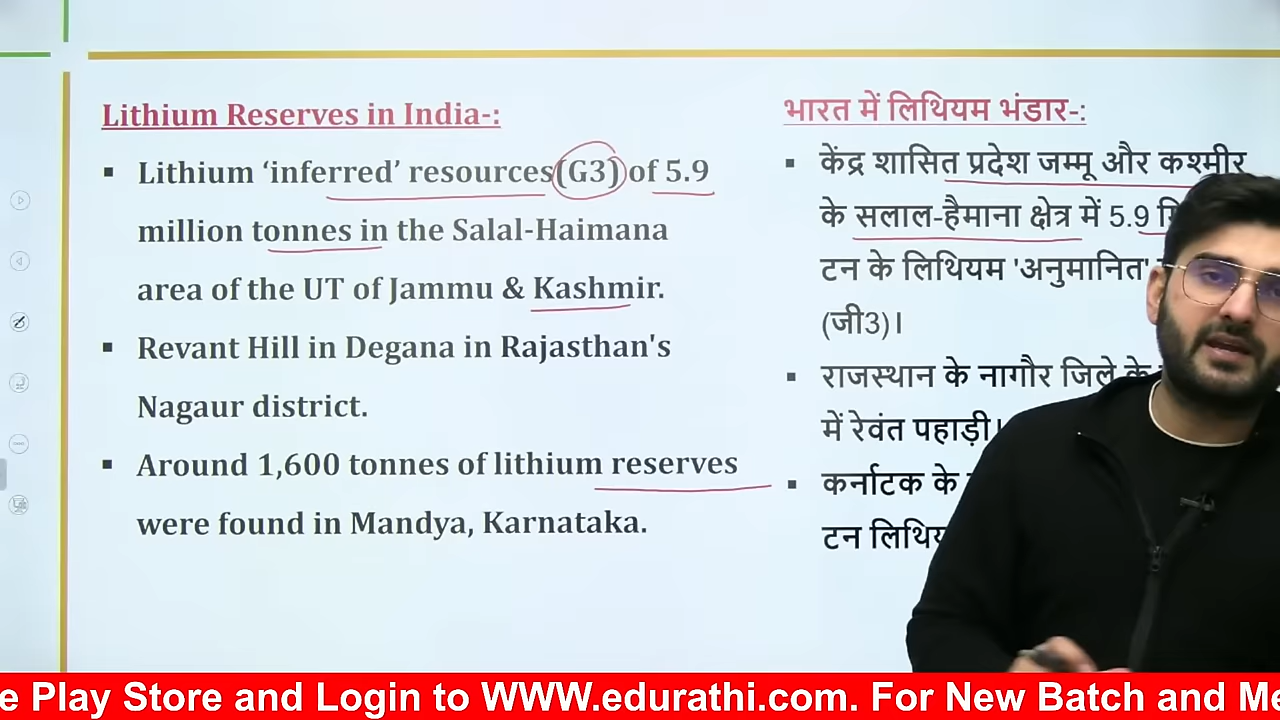 Lithium Reserves in India-:
▪ Lithium ‘inferred’ resources(G3) of 5.9
million tonnes in the Salal-Haimana
area of the UT of Jammu & Kashmir.
▪ Revant Hill in Degana in Rajasthan's
Nagaur district.
▪ Around 1,600 tonnes of lithium reserves
were found in Mandya, Karnataka.
भारत में लिथियम भंडार-:
▪ केंद्र शासित प्रदेश जम्मू और कश्मीर
के सलाल-हैमाना क्षेत्र में 5.9
टन के लिथियम 'अनुमानित'
(जी3)।
▪ राजस्थान के नागौर जिले के
में रेवंत पहाड़ी।
▪ कर्नाटक के
टन
e Play Store and Login to WWW.edurathi.com. For New Batch and Me